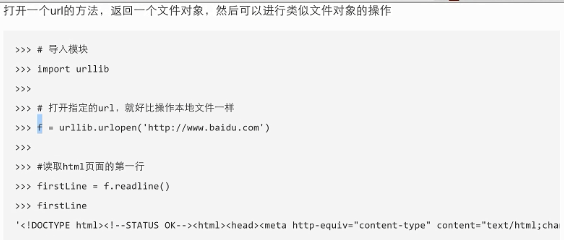 打开一个url的方法，返回一个文件对象，然后可以进行类似文件对象的操作
>>> # 导入模块
>>> import urllib
>>>
>>> # 打开指定的url，就好比操作本地文件一样
>>> f = urllib.urlopen('http://www.baidu.com')
>>>
>>> #读取html页面的第一行
>>> firstLine = f.readline()
>>> firstLine
'<!DOCTYPE html><!--STATUS OK--><html><head><meta http-equiv="content-type" content="text/html;cha